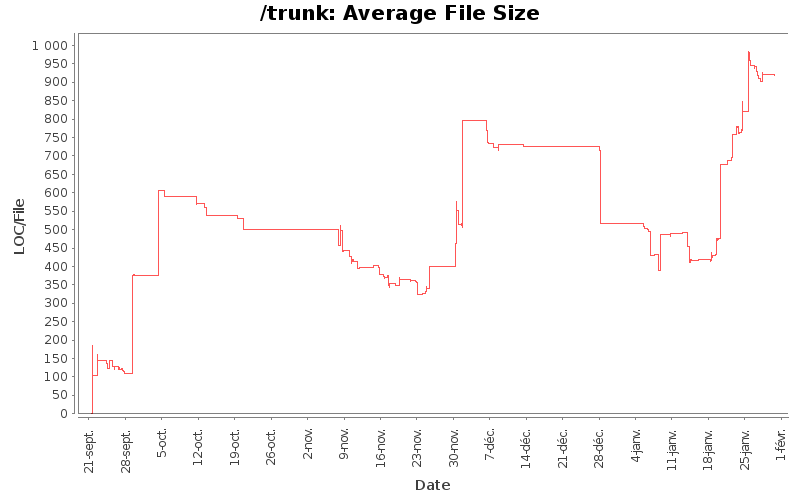 /trunk: Average File Size
1 000
950
900
850
800
750
700
650
600
550
500
450
400
350
300
250
200
150
100
50
0
LOC/File
21-sept.
28-sept.
5-oct.
12-oct.
19-oct.
26-oct.
2-nov.
9-nov.
16-nov.
23-nov.
30-nov.
7-déc.
14-déc.
21-déc.
28-déc.
4-janv.
11-janv.
18-janv.
25-janv.
1-févr.
Date